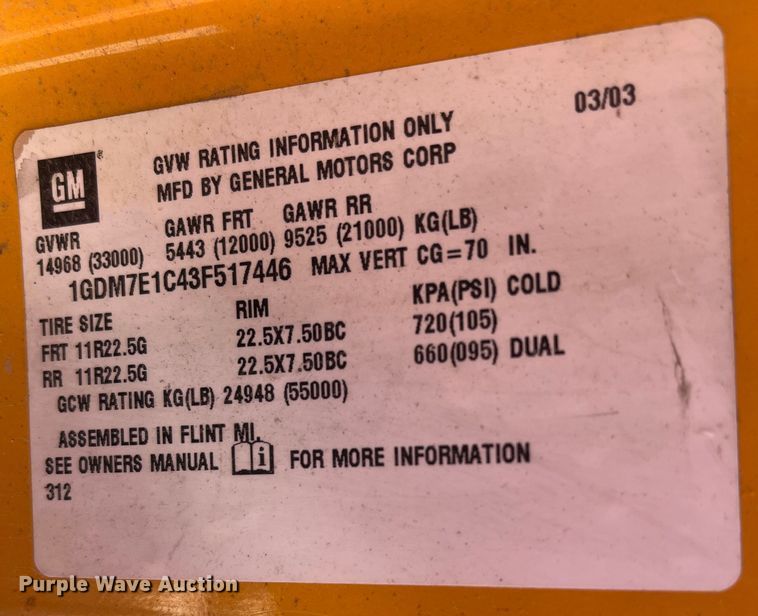 03/03
GM ®
GVW RATING INFORMATION ONLY
MFD BY GENERAL MOTORS CORP
GVWR GAWR FRT GAWR RR
14968 (33000) 5443 (12000) 9525 (21000) KG(LB)
1GDM7E1C43F517446 MAX VERT CG=70 IN.
TIRE SIZE RIM KPA(PSI) COLD
FRT 11R22.5G 22.5X7.50BC 720(105)
RR 11R22.5G 22.5X7.50BC 660(095) DUAL
GCW RATING KG(LB) 24948 (55000)
ASSEMBLED IN FLINT MI.
SEE OWNERS MANUAL i FOR MORE INFORMATION
312
Purple Wave Auction